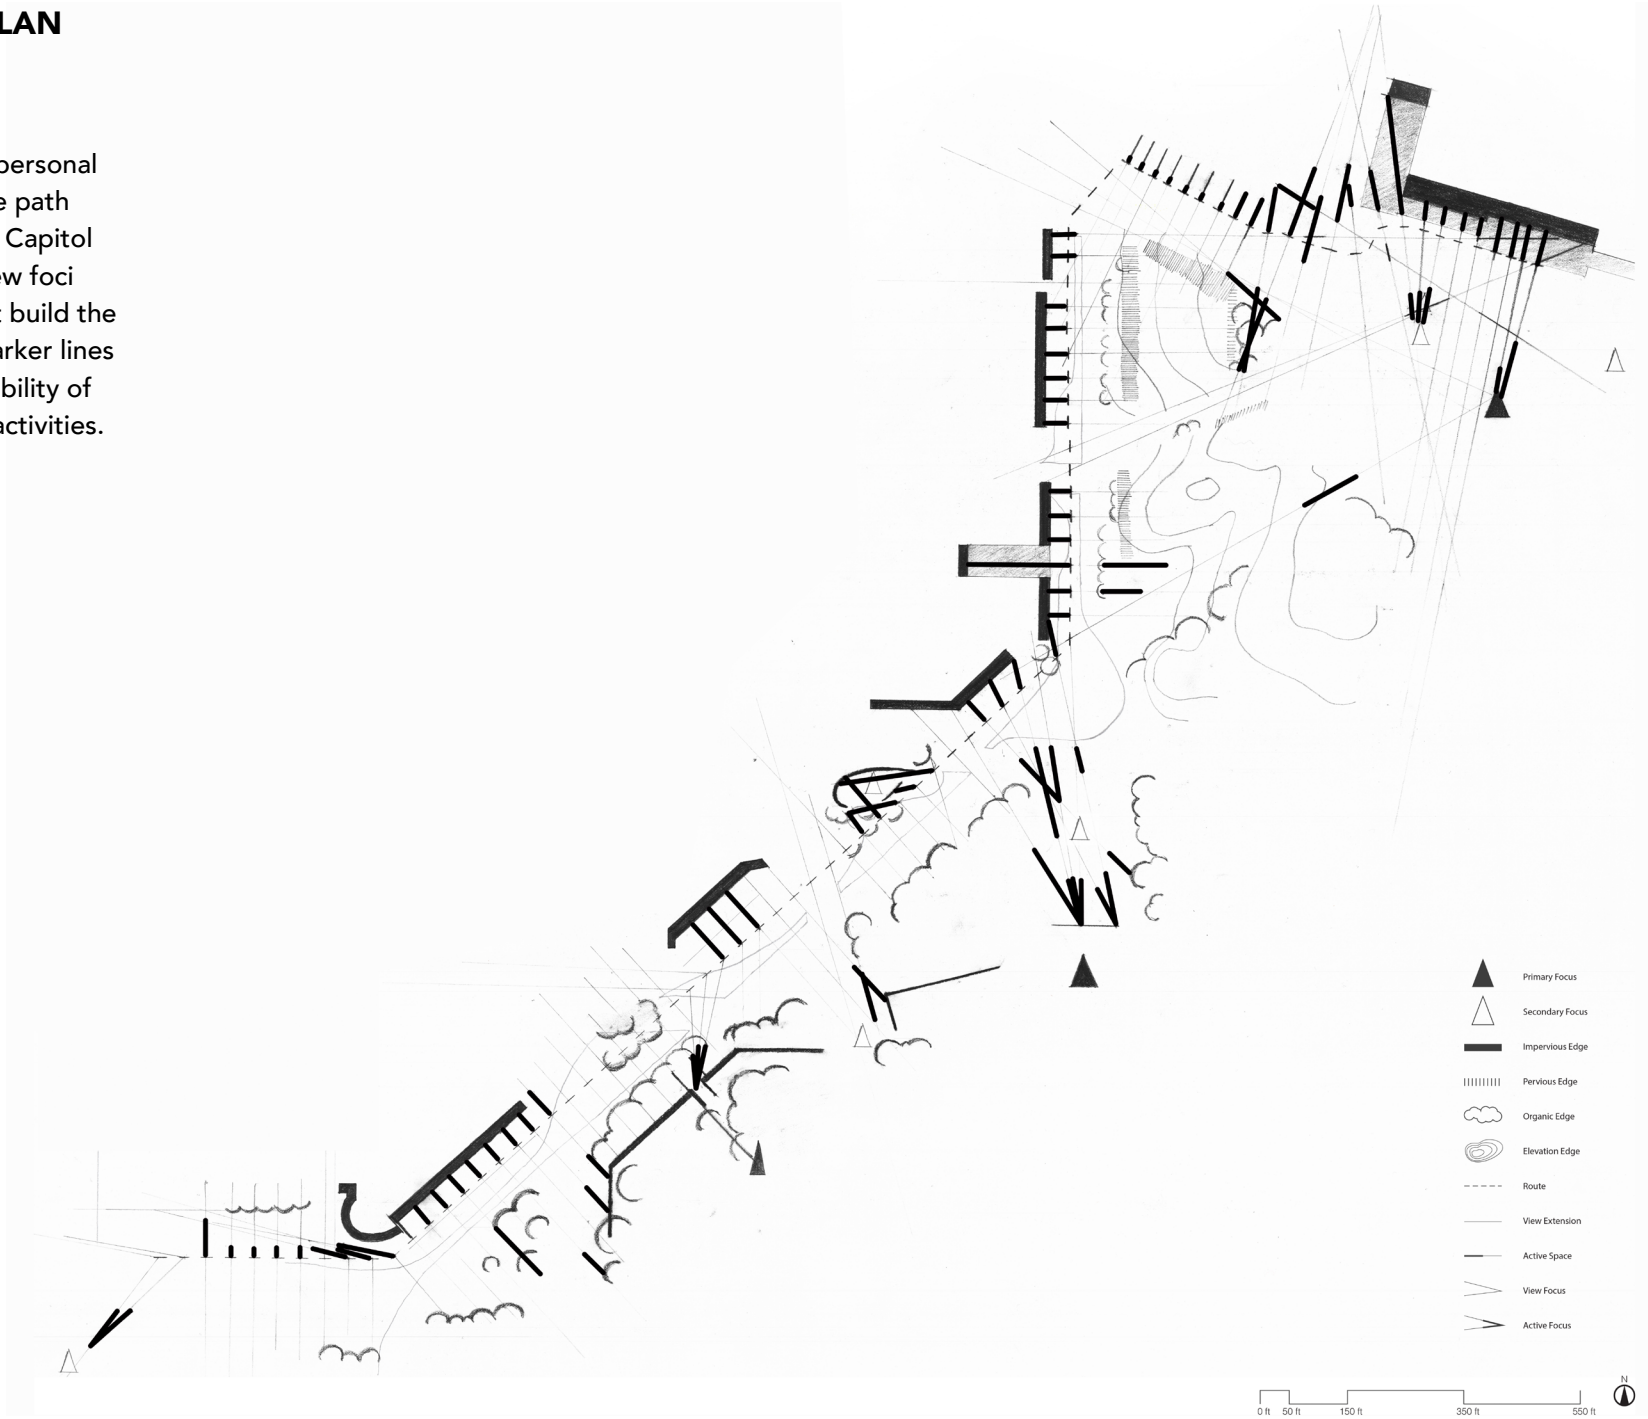 LAN
personal
e path
Capitol
ew foci
t build the
arker lines
bility of
activities.
Primary Focus
Secondary Focus
Impervious Edge
Pervious Edge
Organic Edge
Elevation Edge
Route
View Extension
Active Space
View Focus
Active Focus
N
0 ft 50 ft 150 ft 350 ft 550 ft